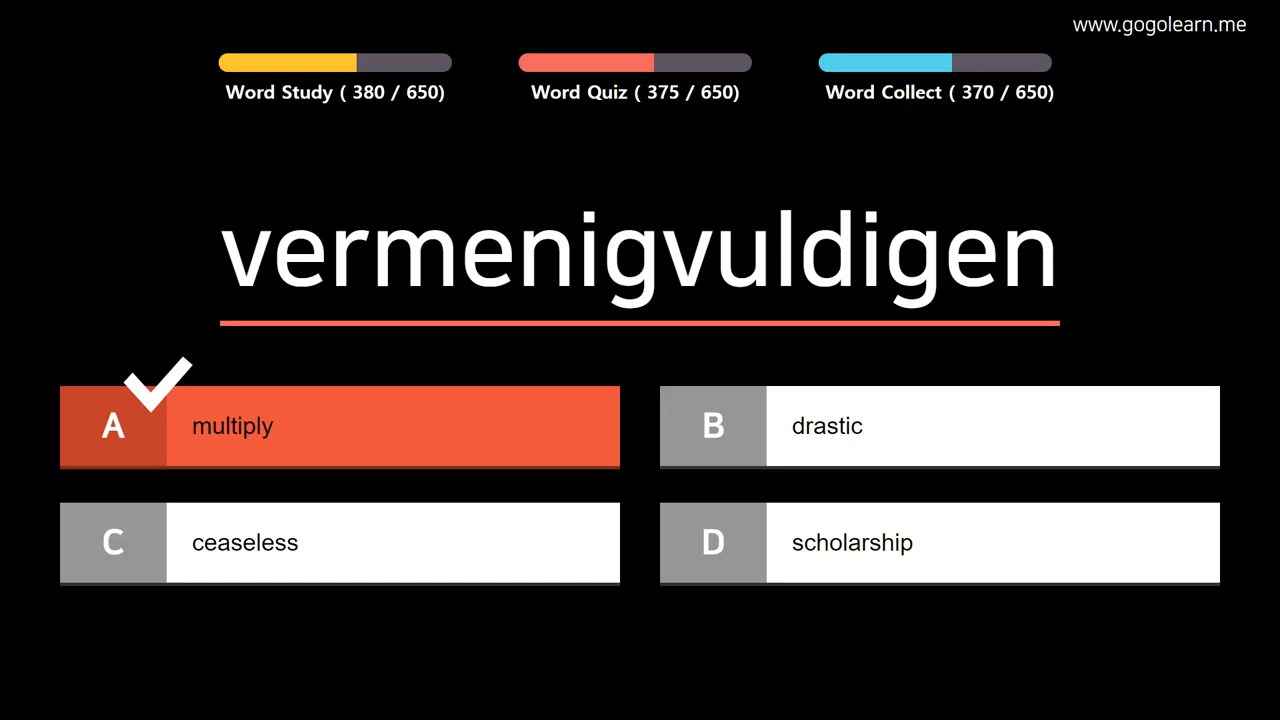 www.gogolearn.me
Word Study ( 380 / 650)
Word Quiz ( 375 / 650)
Word Collect ( 370 / 650)
vermenigvuldigen
A multiply
B drastic
C ceaseless
D scholarship